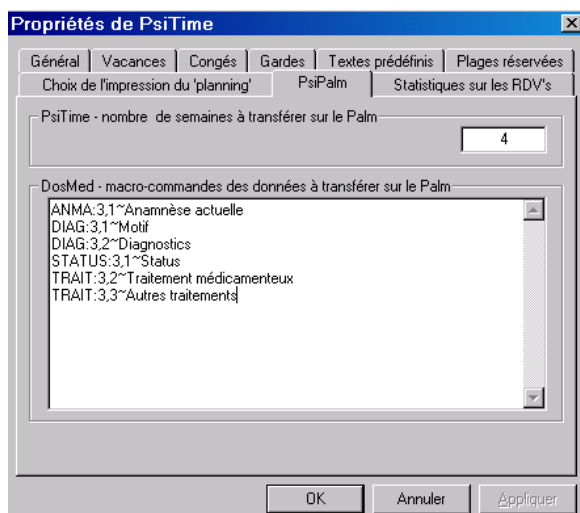 Propriétés de PsiTime
Général Vacances Congés Gardes Textes prédéfinis Plages réservées
Choix de l'impression du 'planning' PsiPalm Statistiques sur les RDV's
PsiTime - nombre de semaines à transférer sur le Palm
4
DosMed - macro-commandes des données à transférer sur le Palm
ANMA:3,1~Anamnèse actuelle
DIAG:3,1~Motif
DIAG:3,2~Diagnostics
STATUS:3,1~Status
TRAIT:3,2~Traitement médicamenteux
TRAIT:3,3~Autres traitements
OK Annuler Appliquer